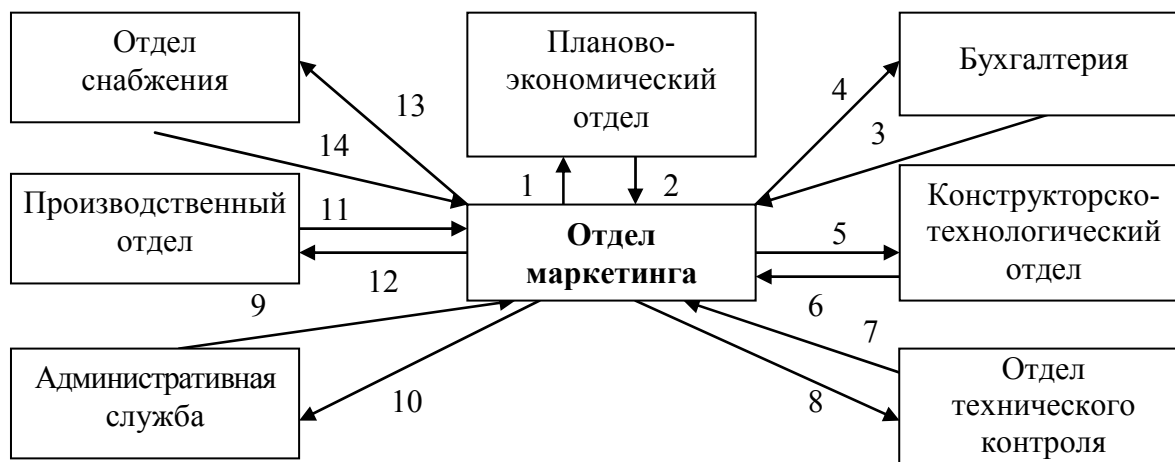 Отдел
снабжения
Планово-
экономический
отдел
Бухгалтерия
13
4
3
14
1
2
Производственный
отдел
11
Отдел
маркетинга
5
Конструкторско-
технологический
отдел
12
9
6
7
Административная
служба
10
8
Отдел
технического
контроля